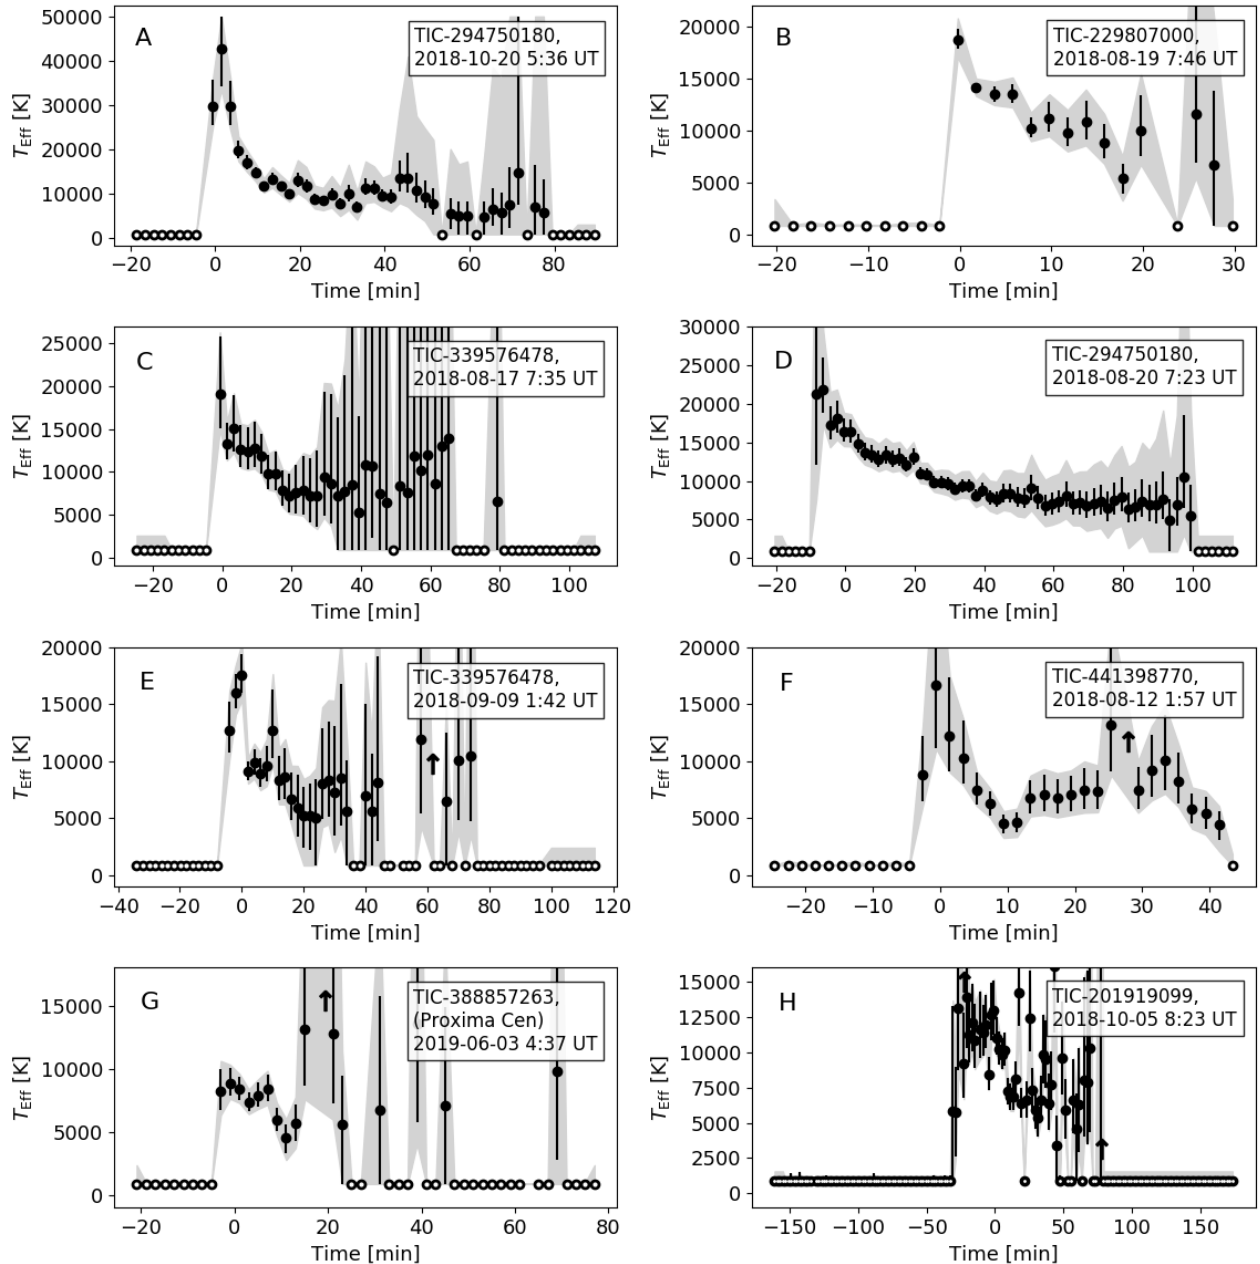 A
TIC-294750180,
2018-10-20 5:36 UT
T_Eff [K]
50000
40000
30000
20000
10000
0
−20 0 20 40 60 80
Time [min]
B
TIC-229807000,
2018-08-19 7:46 UT
T_Eff [K]
20000
15000
10000
5000
0
−20 −10 0 10 20 30
Time [min]
C
TIC-339576478,
2018-08-17 7:35 UT
T_Eff [K]
25000
20000
15000
10000
5000
0
−20 0 20 40 60 80 100
Time [min]
D
TIC-294750180,
2018-08-20 7:23 UT
T_Eff [K]
30000
25000
20000
15000
10000
5000
0
−20 0 20 40 60 80 100
Time [min]
E
TIC-339576478,
2018-09-09 1:42 UT
T_Eff [K]
20000
15000
10000
5000
0
−40 −20 0 20 40 60 80 100 120
Time [min]
F
TIC-441398770,
2018-08-12 1:57 UT
T_Eff [K]
20000
15000
10000
5000
0
−20 −10 0 10 20 30 40
Time [min]
G
TIC-388857263,
(Proxima Cen)
2019-06-03 4:37 UT
T_Eff [K]
15000
10000
5000
0
−20 0 20 40 60 80
Time [min]
H
TIC-201919099,
2018-10-05 8:23 UT
T_Eff [K]
15000
12500
10000
7500
5000
2500
0
−150 −100 −50 0 50 100 150
Time [min]